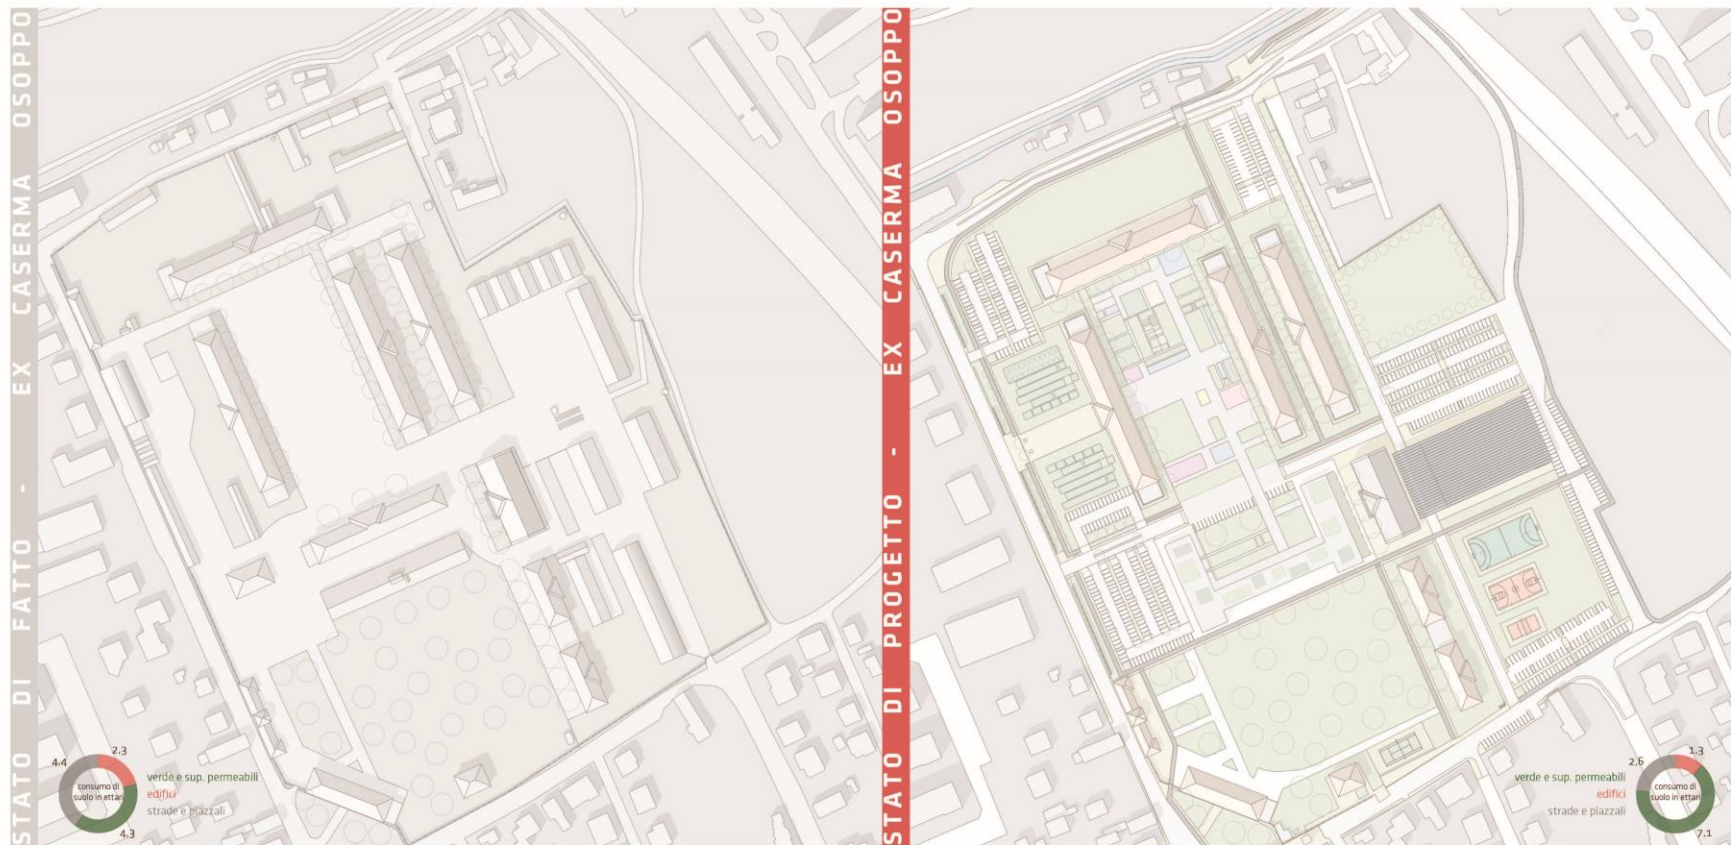 STATO DI FATTO - EX CASERMA OSOPPO
4.4
2.3
4.3
consumo di
suolo in ettari
verde e sup. permeabili
edifici
strade e piazzali
STATO DI PROGETTO - EX CASERMA OSOPPO
verde e sup. permeabili
edifici
strade e piazzali
2,6
1.3
7,1
consumo di
suolo in ettari